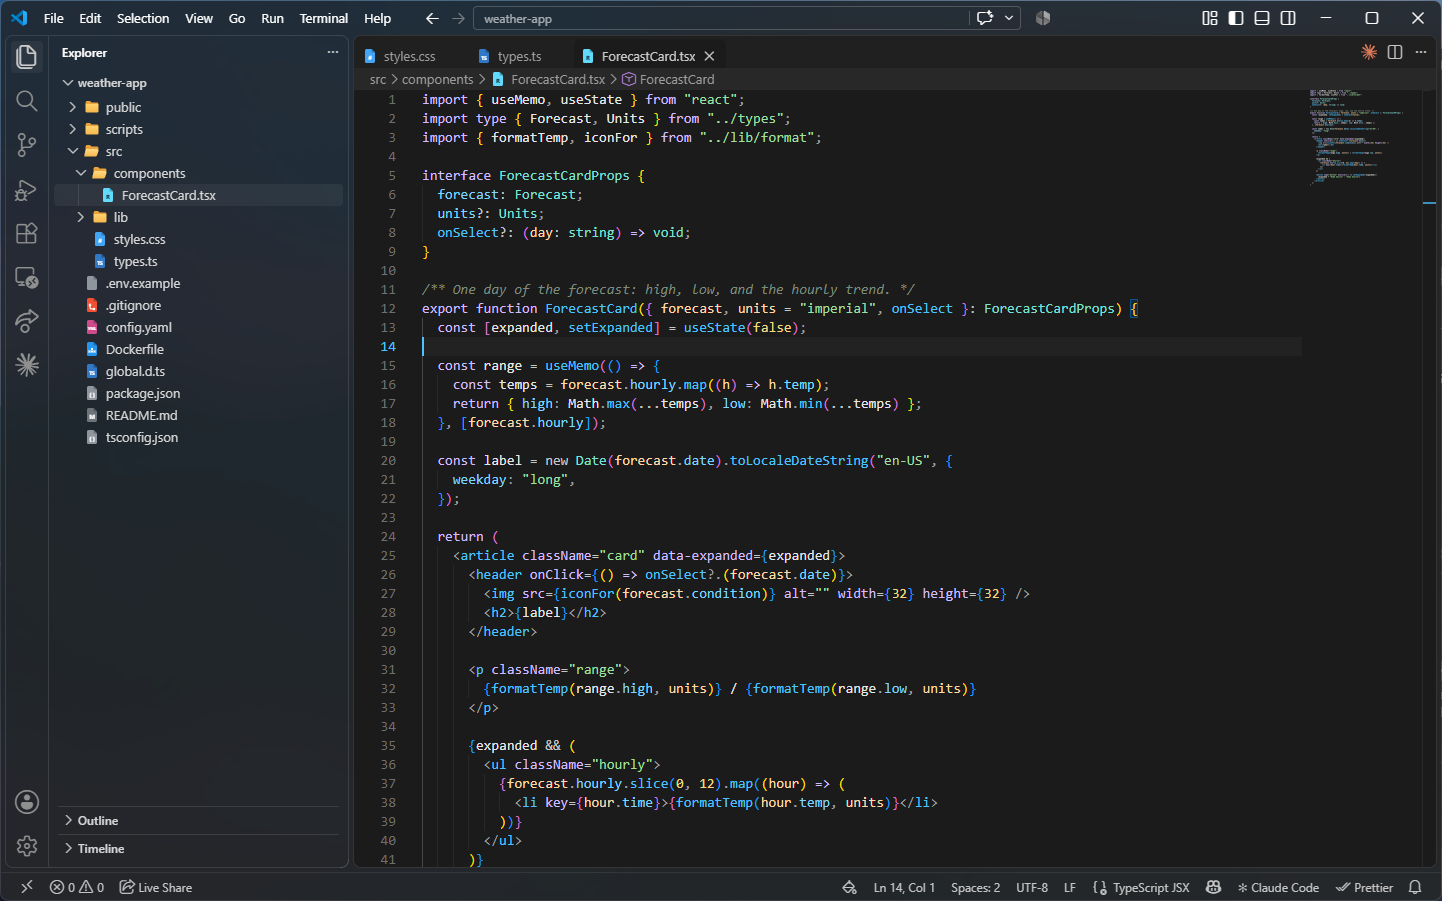 File Edit Selection View Go Run Terminal Help
weather-app
Explorer
weather-app
public
scripts
src
components
ForecastCard.tsx
lib
styles.css
types.ts
.env.example
.gitignore
config.yaml
Dockerfile
global.d.ts
package.json
README.md
tsconfig.json
Outline
Timeline
styles.css types.ts ForecastCard.tsx
src components ForecastCard.tsx ForecastCard
1 import { useMemo, useState } from "react";
2 import type { Forecast, Units } from "../types";
3 import { formatTemp, iconFor } from "../lib/format";
4
5 interface ForecastCardProps {
6   forecast: Forecast;
7   units?: Units;
8   onSelect?: (day: string) => void;
9 }
10
11 /** One day of the forecast: high, low, and the hourly trend. */
12 export function ForecastCard({ forecast, units = "imperial", onSelect }: ForecastCardProps) {
13   const [expanded, setExpanded] = useState(false);
14
15   const range = useMemo(() => {
16     const temps = forecast.hourly.map((h) => h.temp);
17     return { high: Math.max(...temps), low: Math.min(...temps) };
18   }, [forecast.hourly]);
19
20   const label = new Date(forecast.date).toLocaleDateString("en-US", {
21     weekday: "long",
22   });
23
24   return (
25     <article className="card" data-expanded={expanded}>
26       <header onClick={() => onSelect?.(forecast.date)}>
27         <img src={iconFor(forecast.condition)} alt="" width={32} height={32} />
28         <h2>{label}</h2>
29       </header>
30
31       <p className="range">
32         {formatTemp(range.high, units)} / {formatTemp(range.low, units)}
33       </p>
34
35       {expanded && (
36         <ul className="hourly">
37           {forecast.hourly.slice(0, 12).map((hour) => (
38             <li key={hour.time}>{formatTemp(hour.temp, units)}</li>
39           ))}
40         </ul>
41       )}
0 0 Live Share
Ln 14, Col 1 Spaces: 2 UTF-8 LF TypeScript JSX Claude Code Prettier